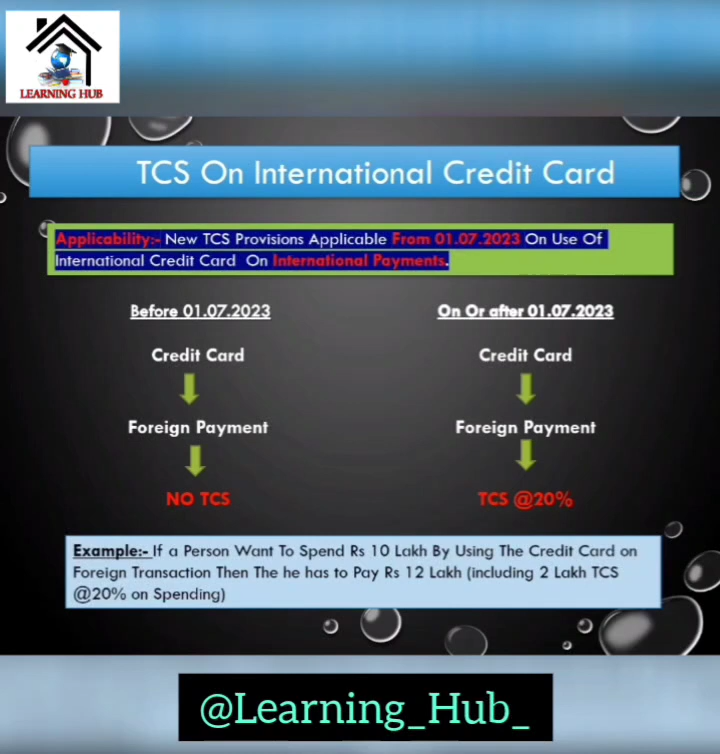 LEARNING HUB
TCS On International Credit Card
Applicability:- New TCS Provisions Applicable From 01.07.2023 On Use Of
International Credit Card On International Payments.
Before 01.07.2023
Credit Card
Foreign Payment
NO TCS
On Or after 01.07.2023
Credit Card
Foreign Payment
TCS @20%
Example:- If a Person Want To Spend Rs 10 Lakh By Using The Credit Card on
Foreign Transaction Then The he has to Pay Rs 12 Lakh (including 2 Lakh TCS
@20% on Spending)
@Learning_Hub_